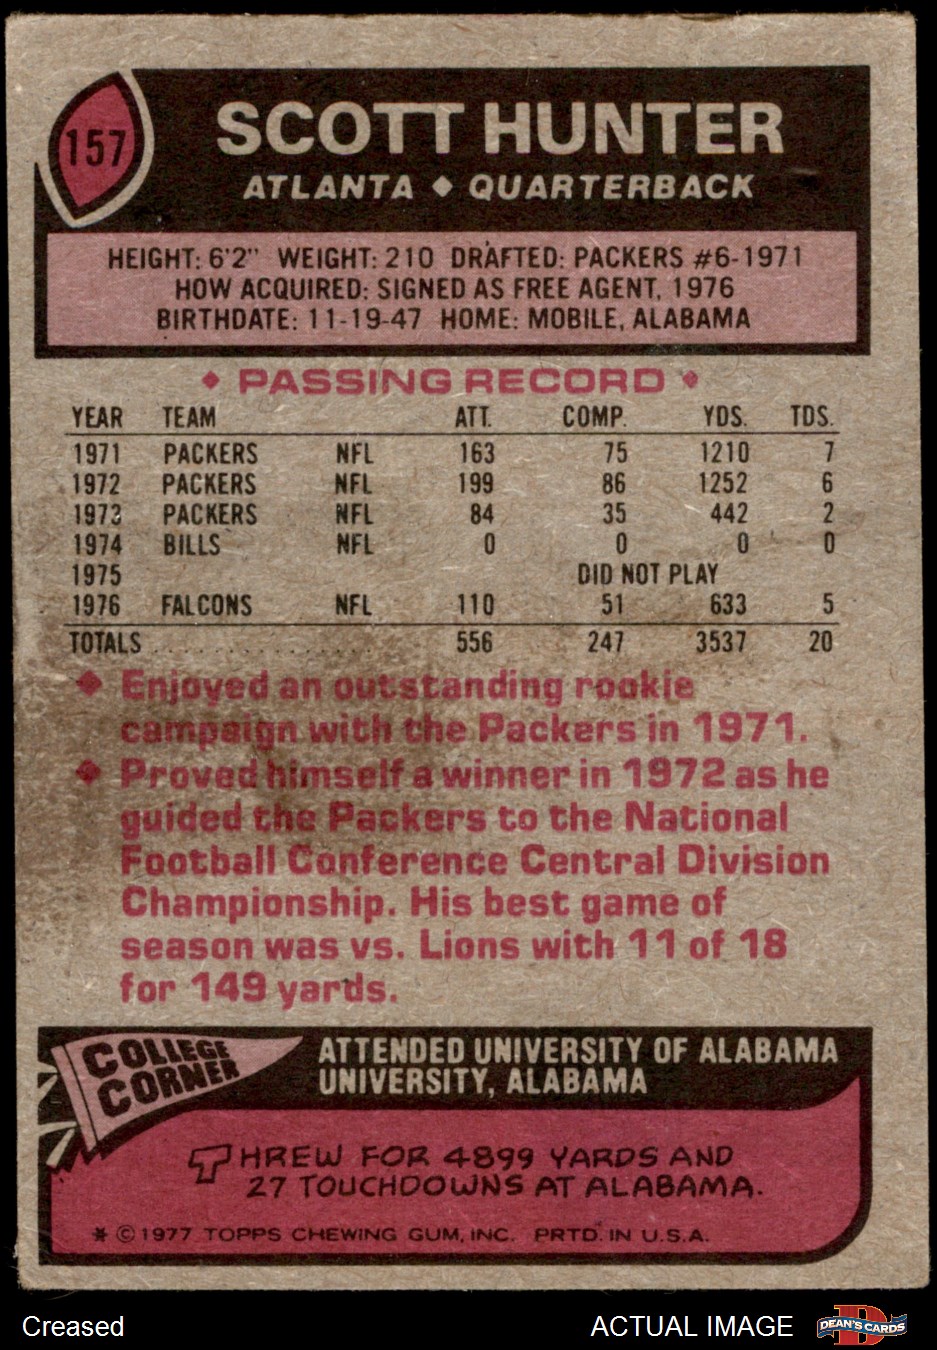 157
SCOTT HUNTER
ATLANTA ◆ QUARTERBACK
HEIGHT: 6'2" WEIGHT: 210 DRAFTED: PACKERS #6-1971
HOW ACQUIRED: SIGNED AS FREE AGENT, 1976
BIRTHDATE: 11-19-47 HOME: MOBILE, ALABAMA
◆ PASSING RECORD ◆
YEAR TEAM ATT. COMP. YDS. TDS.
1971 PACKERS NFL 163 75 1210 7
1972 PACKERS NFL 199 86 1252 6
1973 PACKERS NFL 84 35 442 2
1974 BILLS NFL 0 0 0 0
1975 DID NOT PLAY
1976 FALCONS NFL 110 51 633 5
TOTALS . . . . . . . . . . . . . . . 556 247 3537 20
◆ Enjoyed an outstanding rookie
campaign with the Packers in 1971.
◆ Proved himself a winner in 1972 as he
guided the Packers to the National
Football Conference Central Division
Championship. His best game of
season was vs. Lions with 11 of 18
for 149 yards.
COLLEGE
CORNER
ATTENDED UNIVERSITY OF ALABAMA
UNIVERSITY, ALABAMA
THREW FOR 4899 YARDS AND
27 TOUCHDOWNS AT ALABAMA.
* © 1977 TOPPS CHEWING GUM, INC. PRTD. IN U.S.A.
Creased
ACTUAL IMAGE
D
DEAN'S CARDS